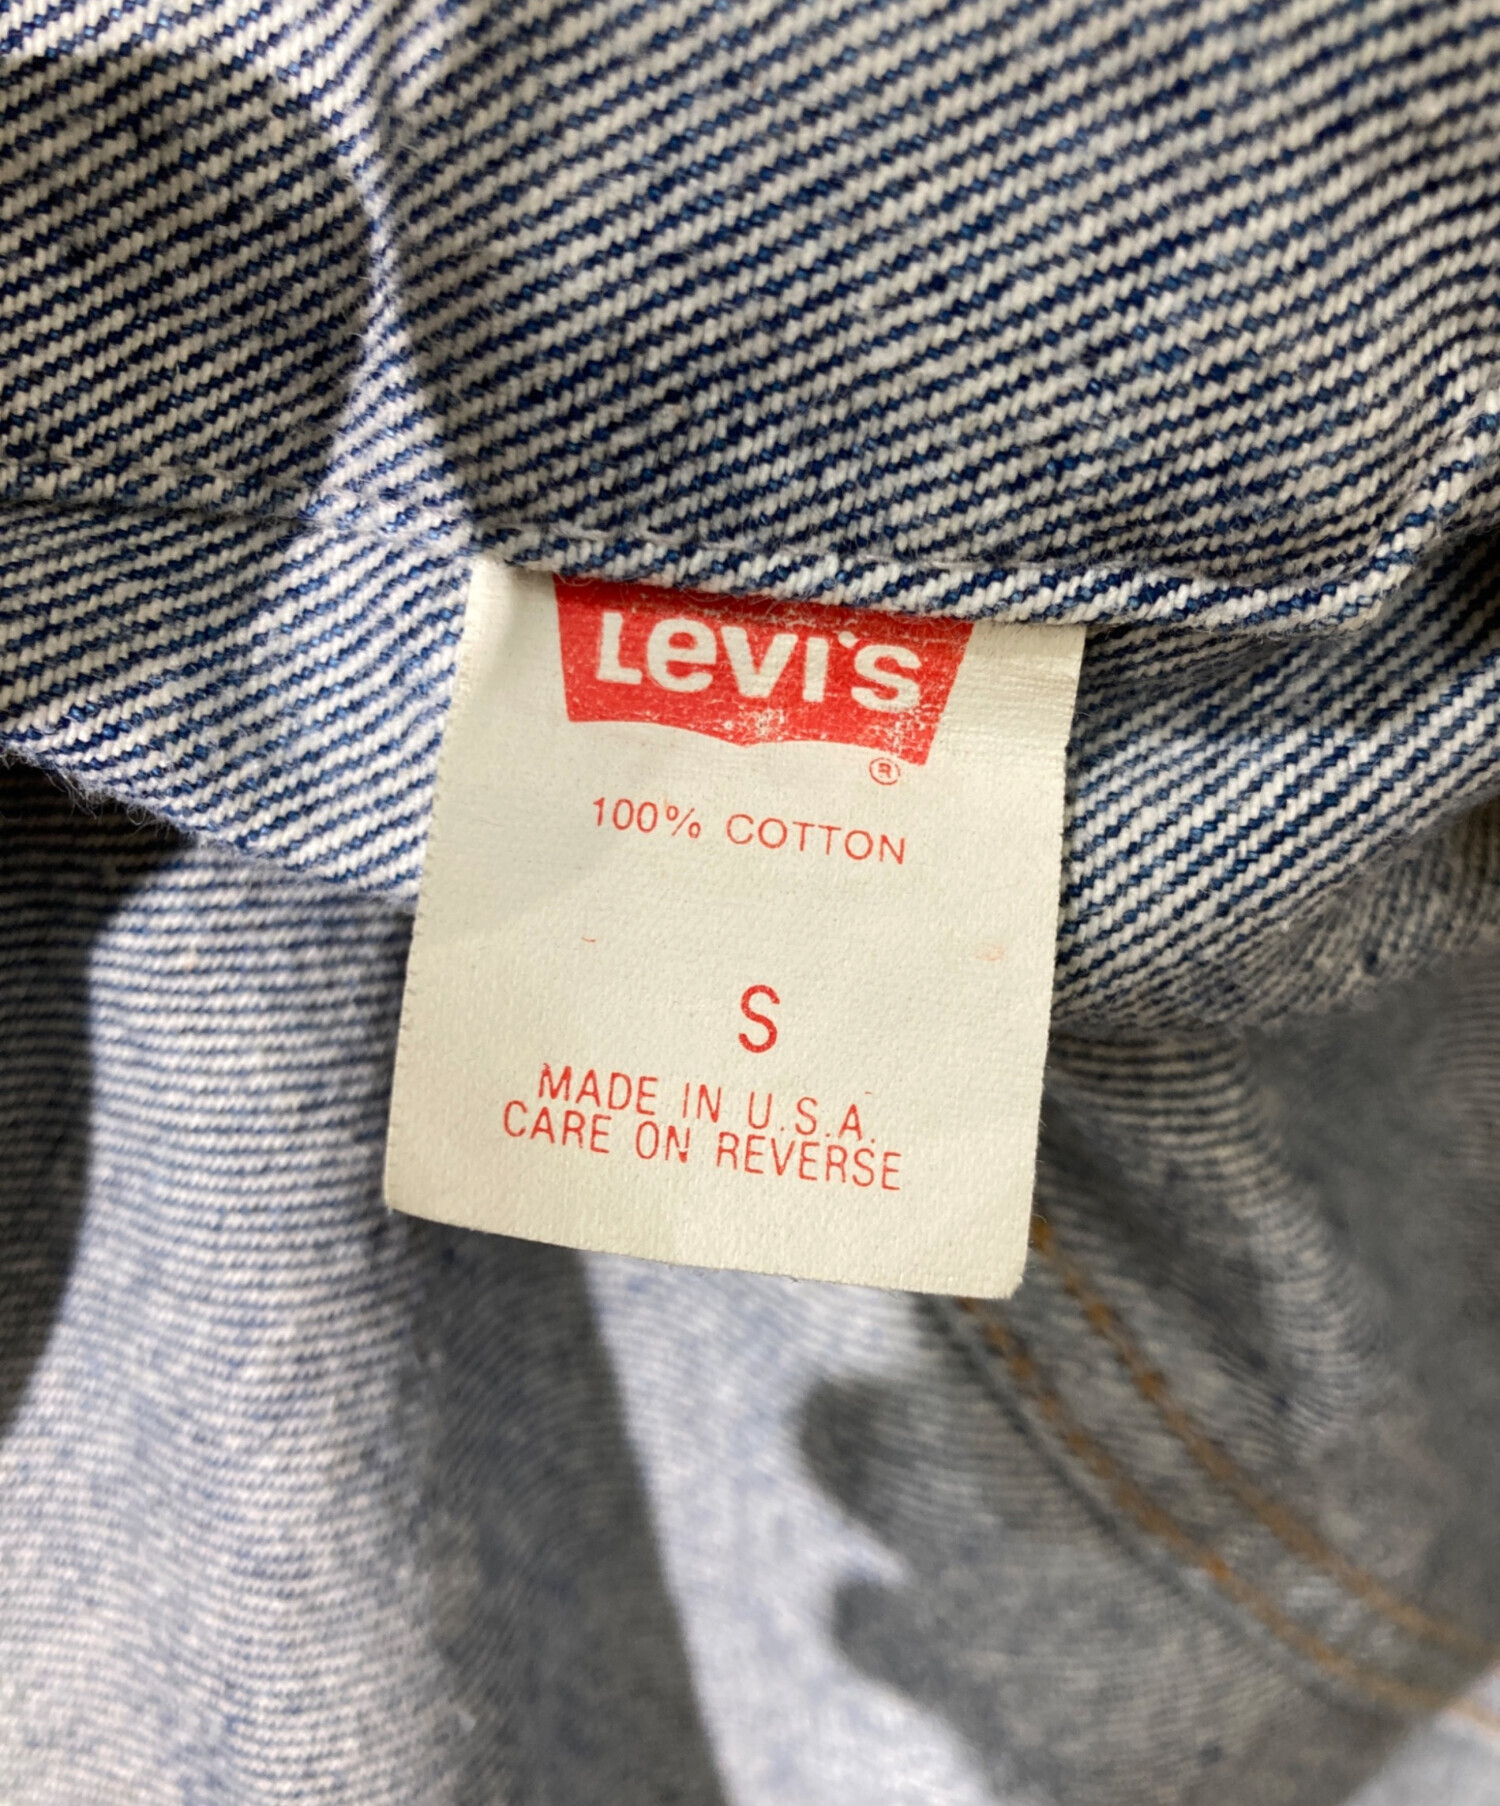 Levi's
®
100% COTTON
S
MADE IN U.S.A.
CARE ON REVERSE